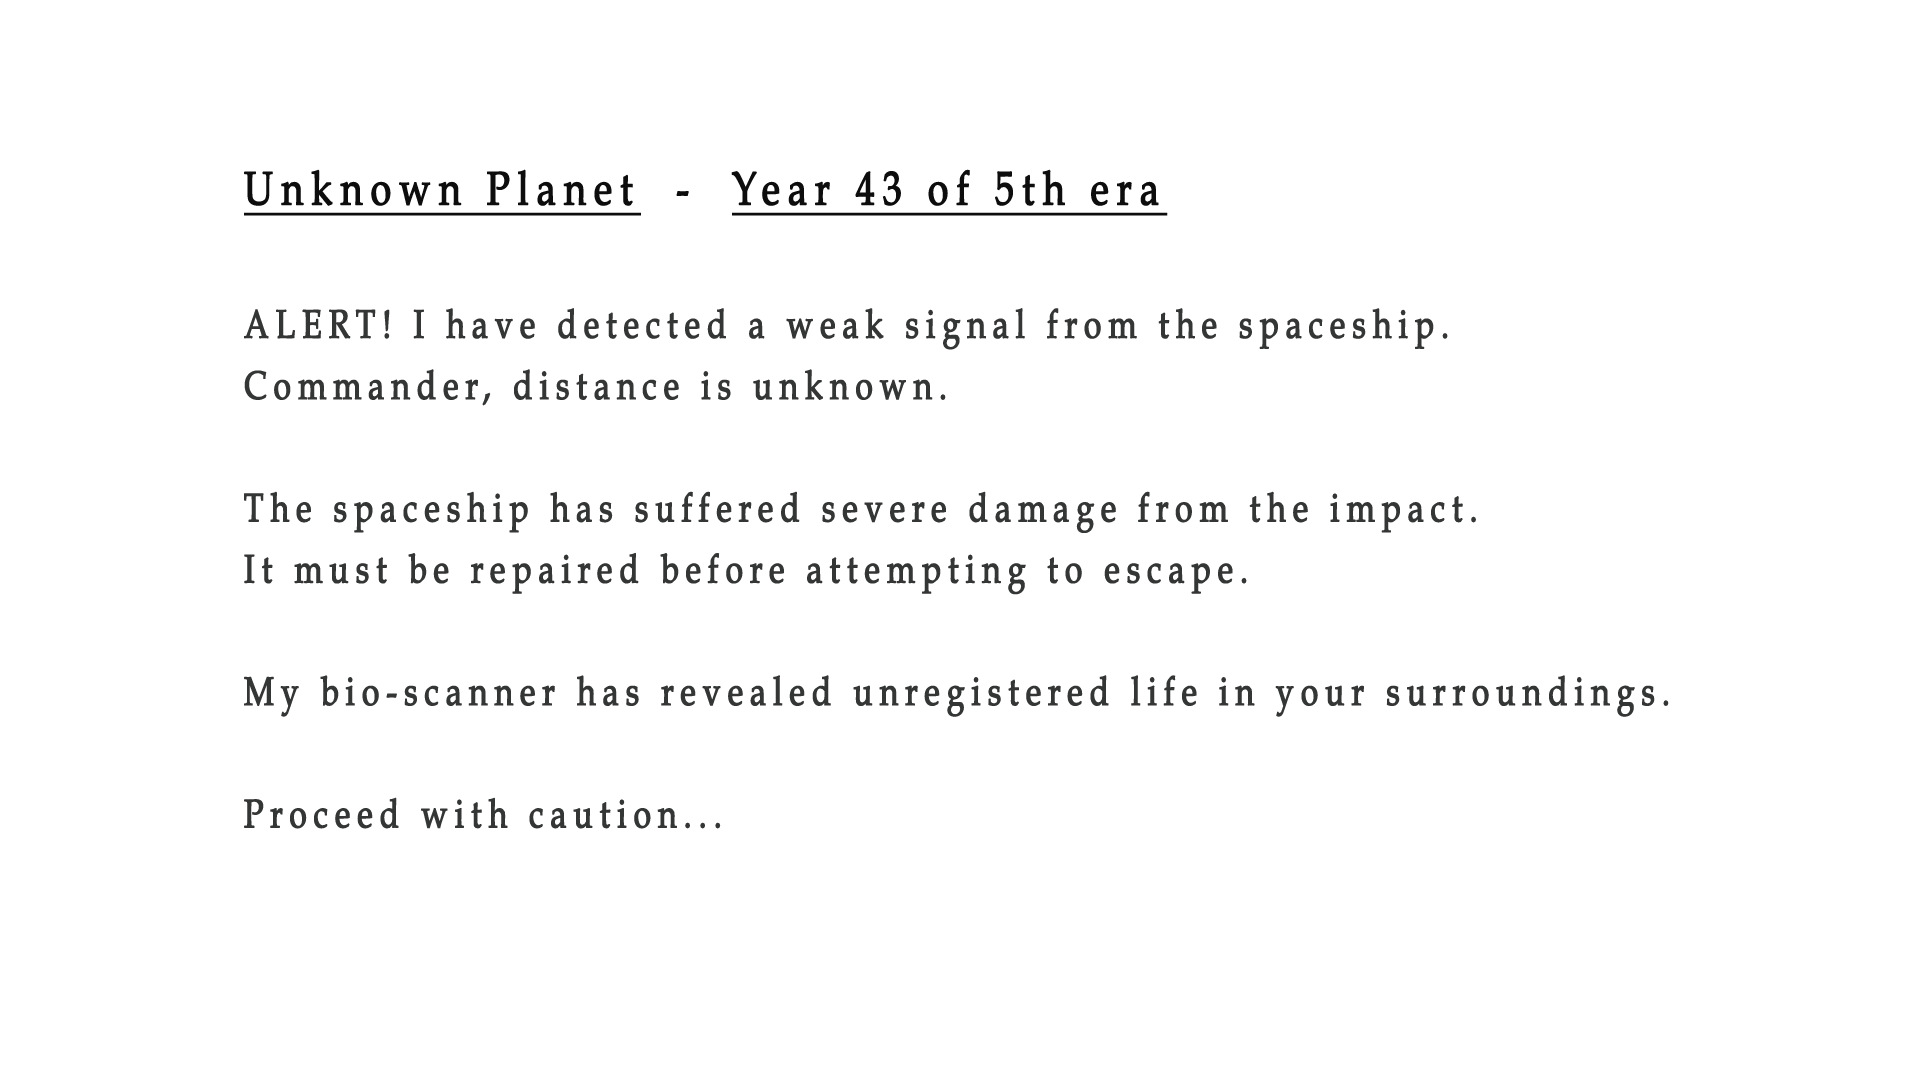 Unknown Planet - Year 43 of 5th era
ALERT! I have detected a weak signal from the spaceship.
Commander, distance is unknown.
The spaceship has suffered severe damage from the impact.
It must be repaired before attempting to escape.
My bio-scanner has revealed unregistered life in your surroundings.
Proceed with caution...